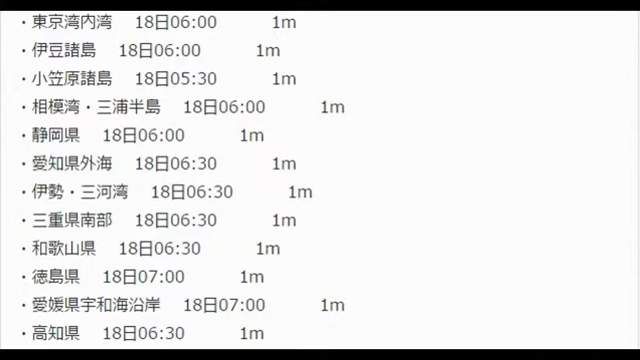 ・東京湾内湾 18日06:00 1m
・伊豆諸島 18日06:00 1m
・小笠原諸島 18日05:30 1m
・相模湾・三浦半島 18日06:00 1m
・静岡県 18日06:00 1m
・愛知県外海 18日06:30 1m
・伊勢・三河湾 18日06:30 1m
・三重県南部 18日06:30 1m
・和歌山県 18日06:30 1m
・徳島県 18日07:00 1m
・愛媛県宇和海沿岸 18日07:00 1m
・高知県 18日06:30 1m